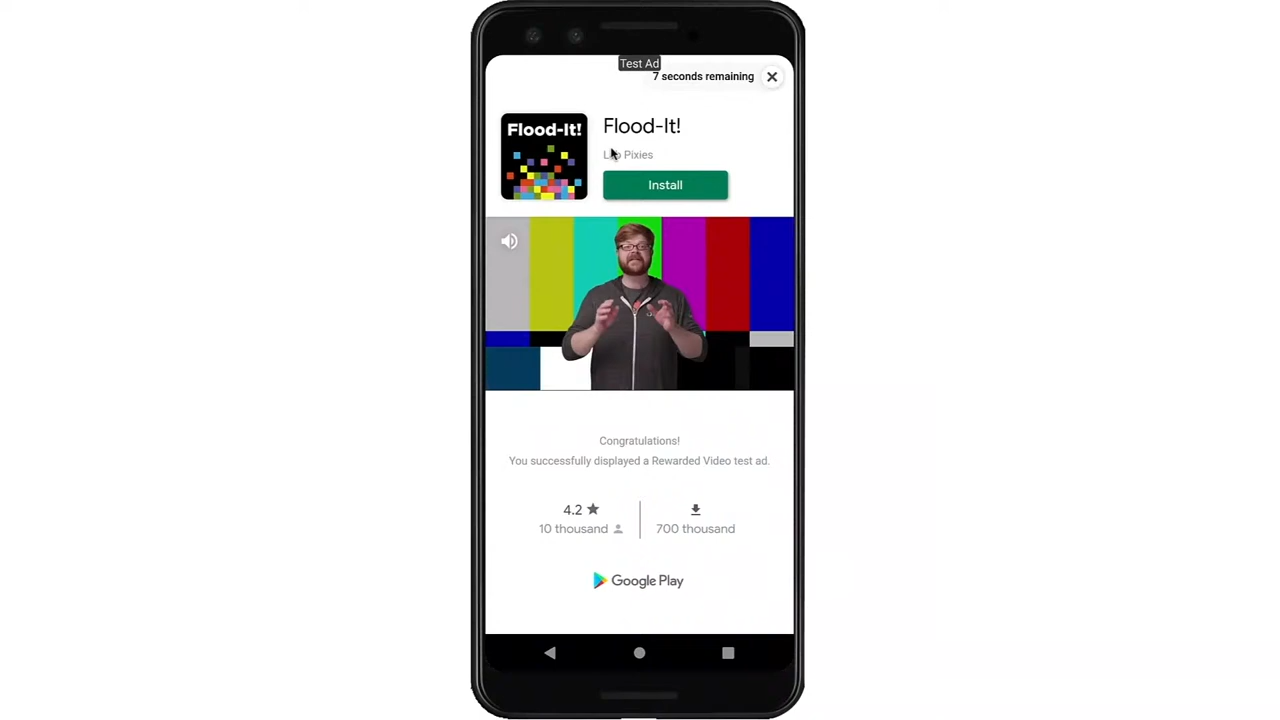 Test Ad
7 seconds remaining
Flood-It!
Flood-It!
Pixies
Install
Congratulations!
You successfully displayed a Rewarded Video test ad.
4.2
10 thousand
700 thousand
Google Play